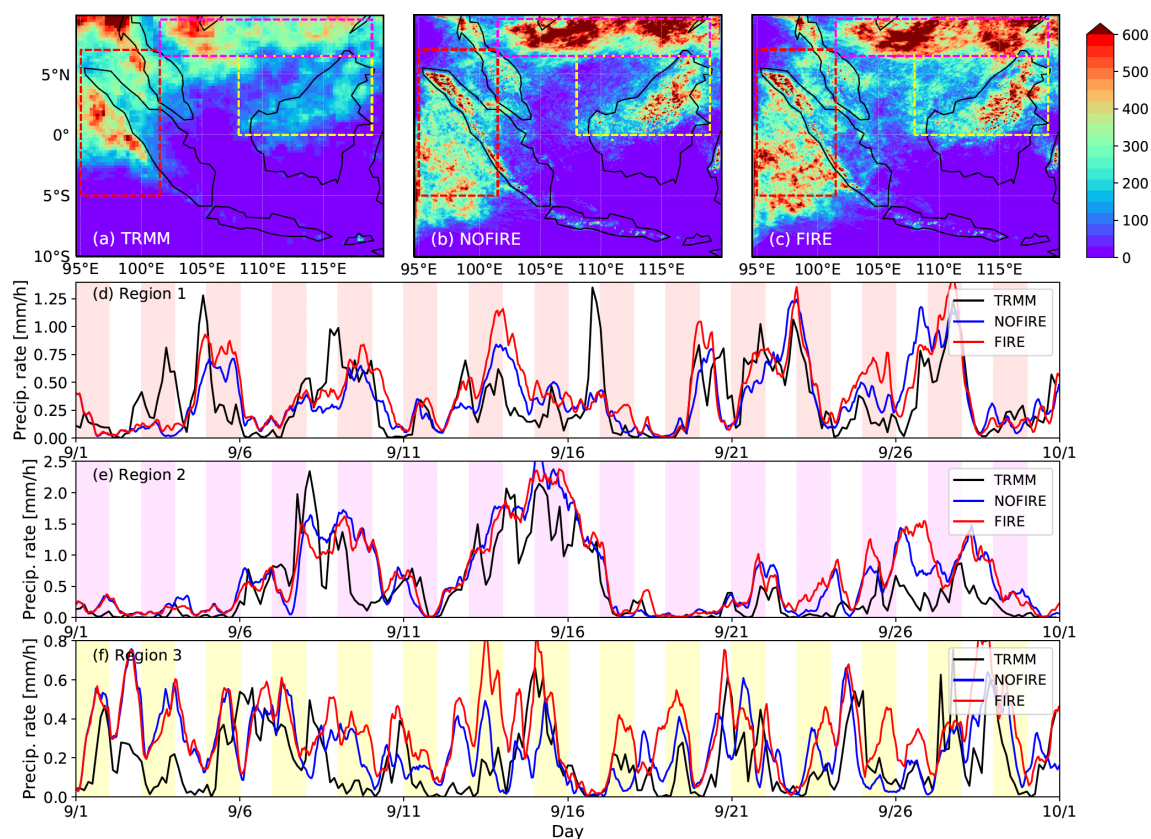 (a) TRMM
(b) NOFIRE
(c) FIRE
5°N
0°
5°S
10°S
95°E 100°E 105°E 110°E 115°E
95°E 100°E 105°E 110°E 115°E
95°E 100°E 105°E 110°E 115°E
600
500
400
300
200
100
0
(d) Region 1
Precip. rate [mm/h]
1.25
1.00
0.75
0.50
0.25
0.00
TRMM
NOFIRE
FIRE
9/1 9/6 9/11 9/16 9/21 9/26 10/1
(e) Region 2
Precip. rate [mm/h]
2.5
2.0
1.5
1.0
0.5
0.0
TRMM
NOFIRE
FIRE
9/1 9/6 9/11 9/16 9/21 9/26 10/1
(f) Region 3
Precip. rate [mm/h]
0.8
0.6
0.4
0.2
0.0
TRMM
NOFIRE
FIRE
9/1 9/6 9/11 9/16 9/21 9/26 10/1
Day